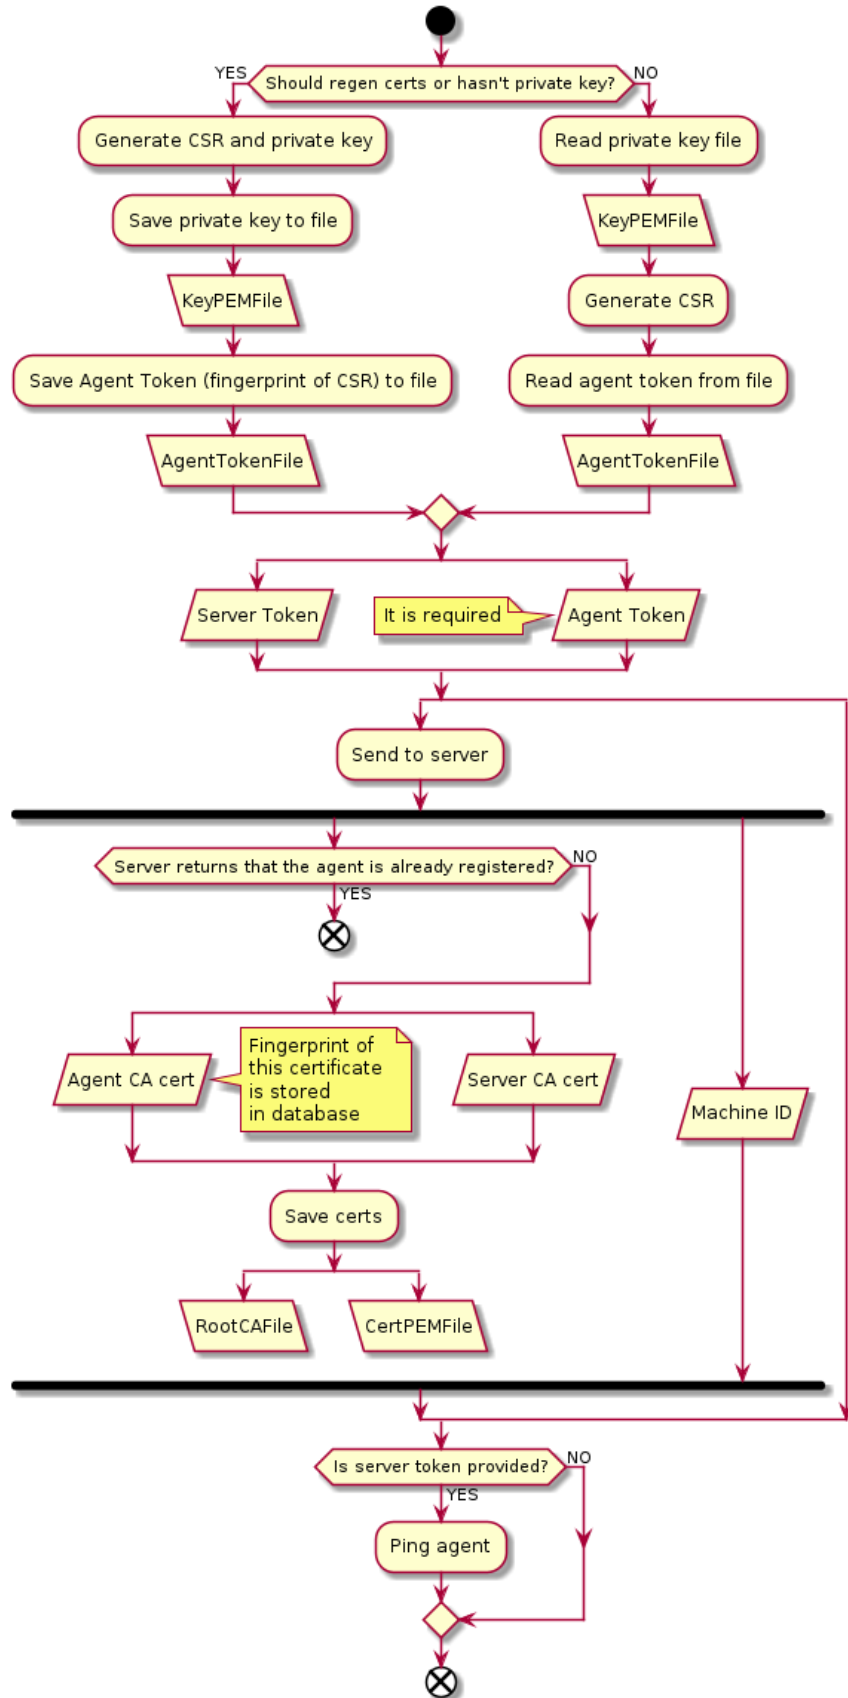 YES
Should regen certs or hasn't private key?
NO
Generate CSR and private key
Read private key file
Save private key to file
KeyPEMFile
KeyPEMFile
Generate CSR
Save Agent Token (fingerprint of CSR) to file
Read agent token from file
AgentTokenFile
AgentTokenFile
Server Token
It is required
Agent Token
Send to server
Server returns that the agent is already registered?
NO
YES
Agent CA cert
Fingerprint of
this certificate
is stored
in database
Server CA cert
Machine ID
Save certs
RootCAFile
CertPEMFile
Is server token provided?
NO
YES
Ping agent